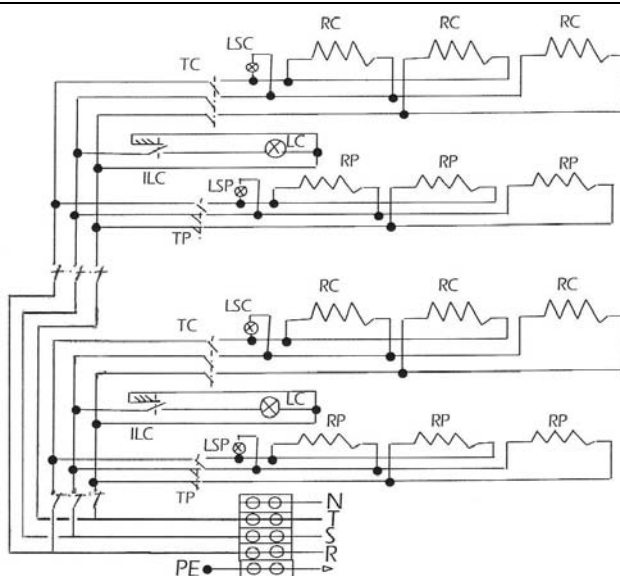 RC RC RC
LSC
TC
LC
ILC
RP RP RP
LSP
TP
RC RC RC
LSC
TC
LC
ILC
RP RP RP
LSP
TP
N
T
S
R
PE